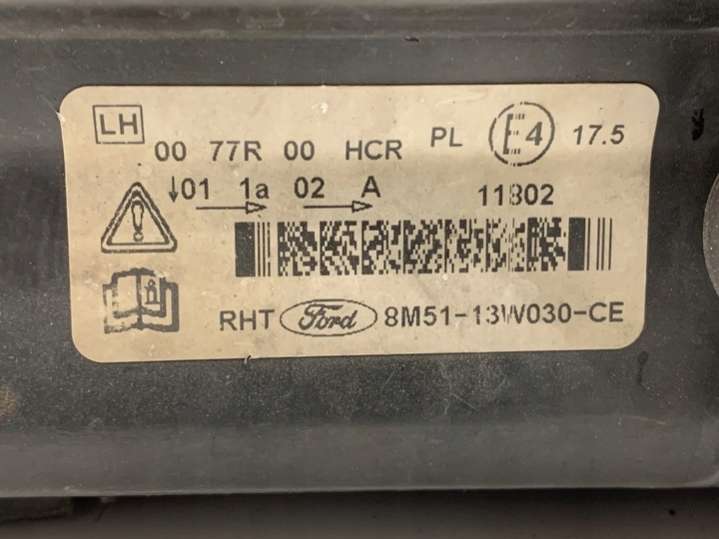 LH
00 77R 00 HCR PL E4 17.5
↓01 1a 02 A 11802
RHT Ford 8M51-13W030-CE